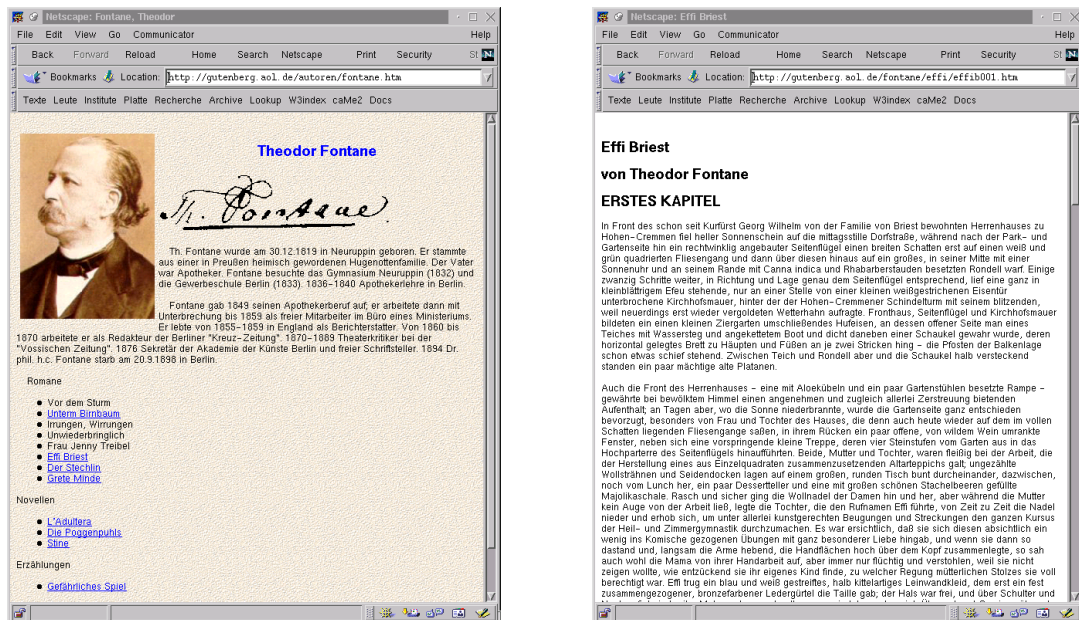 Netscape: Fontane, Theodor
File Edit View Go Communicator Help
Back Forward Reload Home Search Netscape Print Security St
Bookmarks Location: http://gutenberg.aol.de/autoren/fontane.htm
Texte Leute Institute Platte Recherche Archive Lookup W3index caMe2 Docs
Theodor Fontane
Th. Fontane
Th. Fontane wurde am 30.12.1819 in Neuruppin geboren. Er stammte
aus einer in Preußen heimisch gewordenen Hugenottenfamilie. Der Vater
war Apotheker. Fontane besuchte das Gymnasium Neuruppin (1832) und
die Gewerbeschule Berlin (1833). 1836-1840 Apothekerlehre in Berlin.
Fontane gab 1849 seinen Apothekerberuf auf; er arbeitete dann mit
Unterbrechung bis 1859 als freier Mitarbeiter im Büro eines Ministeriums.
Er lebte von 1855-1859 in England als Berichterstatter. Von 1860 bis
1870 arbeitete er als Redakteur der Berliner "Kreuz-Zeitung". 1870-1889 Theaterkritiker bei der
"Vossischen Zeitung". 1876 Sekretär der Akademie der Künste Berlin und freier Schriftsteller. 1894 Dr.
phil. h.c. Fontane starb am 20.9.1898 in Berlin.
Romane
Vor dem Sturm
Unterm Birnbaum
Irrungen, Wirrungen
Unwiederbringlich
Frau Jenny Treibel
Effi Briest
Der Stechlin
Grete Minde
Novellen
L'Adultera
Die Poggenpuhls
Stine
Erzählungen
Gefährliches Spiel
Netscape: Effi Briest
File Edit View Go Communicator Help
Back Forward Reload Home Search Netscape Print Security St
Bookmarks Location: http://gutenberg.aol.de/fontane/effi/effib001.htm
Texte Leute Institute Platte Recherche Archive Lookup W3index caMe2 Docs
Effi Briest
von Theodor Fontane
ERSTES KAPITEL
In Front des schon seit Kurfürst Georg Wilhelm von der Familie von Briest bewohnten Herrenhauses zu
Hohen-Cremmen fiel heller Sonnenschein auf die mittagsstille Dorfstraße, während nach der Park- und
Gartenseite hin ein rechtwinklig angebauter Seitenflügel einen breiten Schatten erst auf einen weiß und
grün quadrierten Fliesengang und dann über diesen hinaus auf ein großes, in seiner Mitte mit einer
Sonnenuhr und an seinem Rande mit Canna indica und Rhabarberstauden besetzten Rondell warf. Einige
zwanzig Schritte weiter, in Richtung und Lage genau dem Seitenflügel entsprechend, lief eine ganz in
kleinblättrigem Efeu stehende, nur an einer Stelle von einer kleinen weißgestrichenen Eisentür
unterbrochene Kirchhofsmauer, hinter der der Hohen-Cremmener Schindelturm mit seinem blitzenden,
weil neuerdings erst wieder vergoldeten Wetterhahn aufragte. Fronthaus, Seitenflügel und Kirchhofsmauer
bildeten ein einen kleinen Ziergarten umschließendes Hufeisen, an dessen offener Seite man eines
Teiches mit Wassersteg und angekettetem Boot und dicht daneben einer Schaukel gewahr wurde, deren
horizontal gelegtes Brett zu Häupten und Füßen an je zwei Stricken hing - die Pfosten der Balkenlage
schon etwas schief stehend. Zwischen Teich und Rondell aber und die Schaukel halb versteckend
standen ein paar mächtige alte Platanen.
Auch die Front des Herrenhauses - eine mit Aloekübeln und ein paar Gartenstühlen besetzte Rampe -
gewährte bei bewölktem Himmel einen angenehmen und zugleich allerlei Zerstreuung bietenden
Aufenthalt; an Tagen aber, wo die Sonne niederbrannte, wurde die Gartenseite ganz entschieden
bevorzugt, besonders von Frau und Tochter des Hauses, die denn auch heute wieder auf dem im vollen
Schatten liegenden Fliesengange saßen, in ihrem Rücken ein paar offene, von wildem Wein umrankte
Fenster, neben sich eine vorspringende kleine Treppe, deren vier Steinstufen vom Garten aus in das
Hochparterre des Seitenflügels hinaufführten. Beide, Mutter und Tochter, waren fleißig bei der Arbeit, die
der Herstellung eines aus Einzelquadraten zusammenzusetzenden Altarteppichs galt; ungezählte
Wollsträhnen und Seidendocken lagen auf einem großen, runden Tisch bunt durcheinander, dazwischen,
noch vom Lunch her, ein paar Dessertteller und eine mit großen schönen Stachelbeeren gefüllte
Majolikaschale. Rasch und sicher ging die Wollnadel der Damen hin und her, aber während die Mutter
kein Auge von der Arbeit ließ, legte die Tochter, die den Rufnamen Effi führte, von Zeit zu Zeit die Nadel
nieder und erhob sich, um unter allerlei kunstgerechten Beugungen und Streckungen den ganzen Kursus
der Heil- und Zimmergymnastik durchzumachen. Es war ersichtlich, daß sie sich diesen absichtlich ein
wenig ins Komische gezogenen Übungen mit ganz besonderer Liebe hingab, und wenn sie dann so
dastand und, langsam die Arme hebend, die Handflächen hoch über dem Kopf zusammenlegte, so sah
auch wohl die Mama von ihrer Handarbeit auf, aber immer nur flüchtig und verstohlen, weil sie nicht
zeigen wollte, wie entzückend sie ihr eigenes Kind finde, zu welcher Regung mütterlichen Stolzes sie voll
berechtigt war. Effi trug ein blau und weiß gestreiftes, halb kittelartiges Leinwandkleid, dem erst ein fest
zusammengezogener, bronzefarbener Ledergürtel die Taille gab; der Hals war frei, und über Schulter und